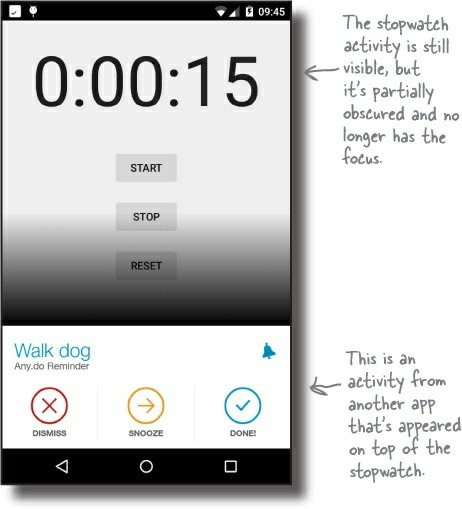 09:45
0:00:15
START
STOP
RESET
The stopwatch
activity is still
visible, but
it's partially
obscured and no
longer has the
focus.
Walk dog
Any.do Reminder
DISMISS
SNOOZE
DONE!
This is an
activity from
another app
that's appeared
on top of the
stopwatch.